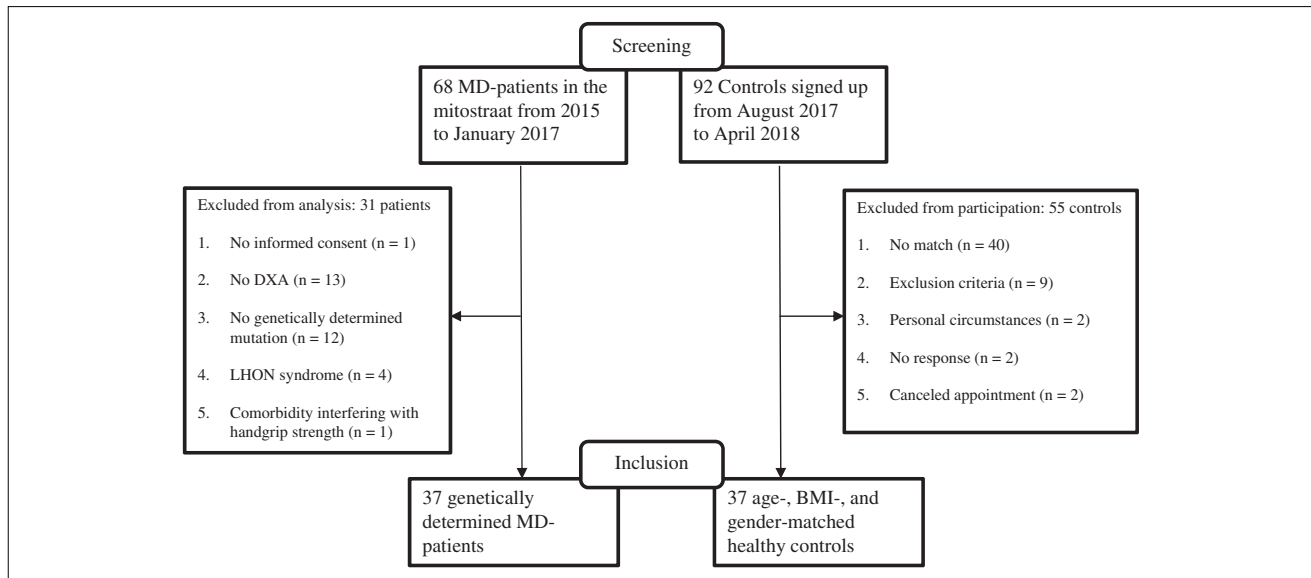 Screening
68 MD-patients in the
mitostraat from 2015
to January 2017
92 Controls signed up
from August 2017
to April 2018
Excluded from analysis: 31 patients
1. No informed consent (n = 1)
2. No DXA (n = 13)
3. No genetically determined
mutation (n = 12)
4. LHON syndrome (n = 4)
5. Comorbidity interfering with
handgrip strength (n = 1)
Excluded from participation: 55 controls
1. No match (n = 40)
2. Exclusion criteria (n = 9)
3. Personal circumstances (n = 2)
4. No response (n = 2)
5. Canceled appointment (n = 2)
Inclusion
37 genetically
determined MD-
patients
37 age-, BMI-, and
gender-matched
healthy controls